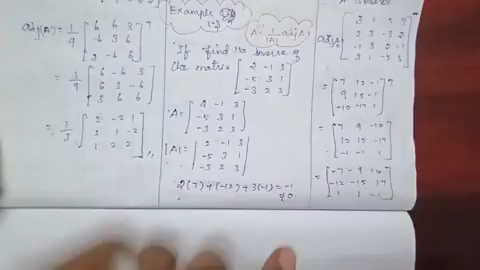 adj(A) = 1/9 [ 6 6 3
-6 3 6
3 -6 6 ] T
= 1/9 [ 6 -6 3
6 3 -6
3 6 6 ]
= 1/3 [ 2 -2 1
2 1 -2
1 2 2 ]
Example
A^-1 = 1/|A| adj(A)
If find the inverse of
the matrix [ 2 -1 3
-5 3 1
-3 2 3 ]
A = [ 2 -1 3
-5 3 1
-3 2 3 ]
|A| = [ 2 -1 3
-5 3 1
-3 2 3 ]
2(7)+(-12)+3(-1) = -1
≠0
3 1 -5 3
2 3 -3 2
-1 3 2 -1
3 1 -5 3
= [ 7 12 -1
9 15 -1
-10 -17 1 ] T
= [ 7 9 -10
12 15 -17
-1 -1 1 ]
= [ -7 -9 10
-12 -15 17
1 1 -1 ]